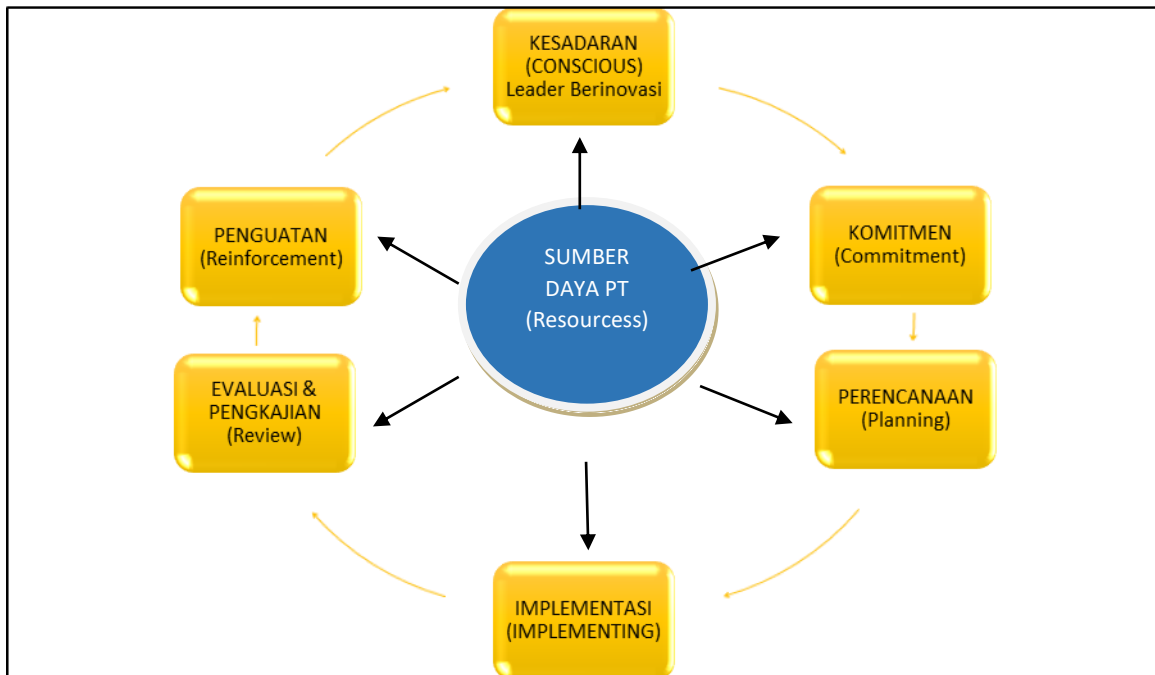 KESADARAN
(CONSCIOUS)
Leader Berinovasi
KOMITMEN
(Commitment)
PERENCANAAN
(Planning)
IMPLEMENTASI
(IMPLEMENTING)
EVALUASI &
PENGKAJIAN
(Review)
PENGUATAN
(Reinforcement)
SUMBER
DAYA PT
(Resourcess)